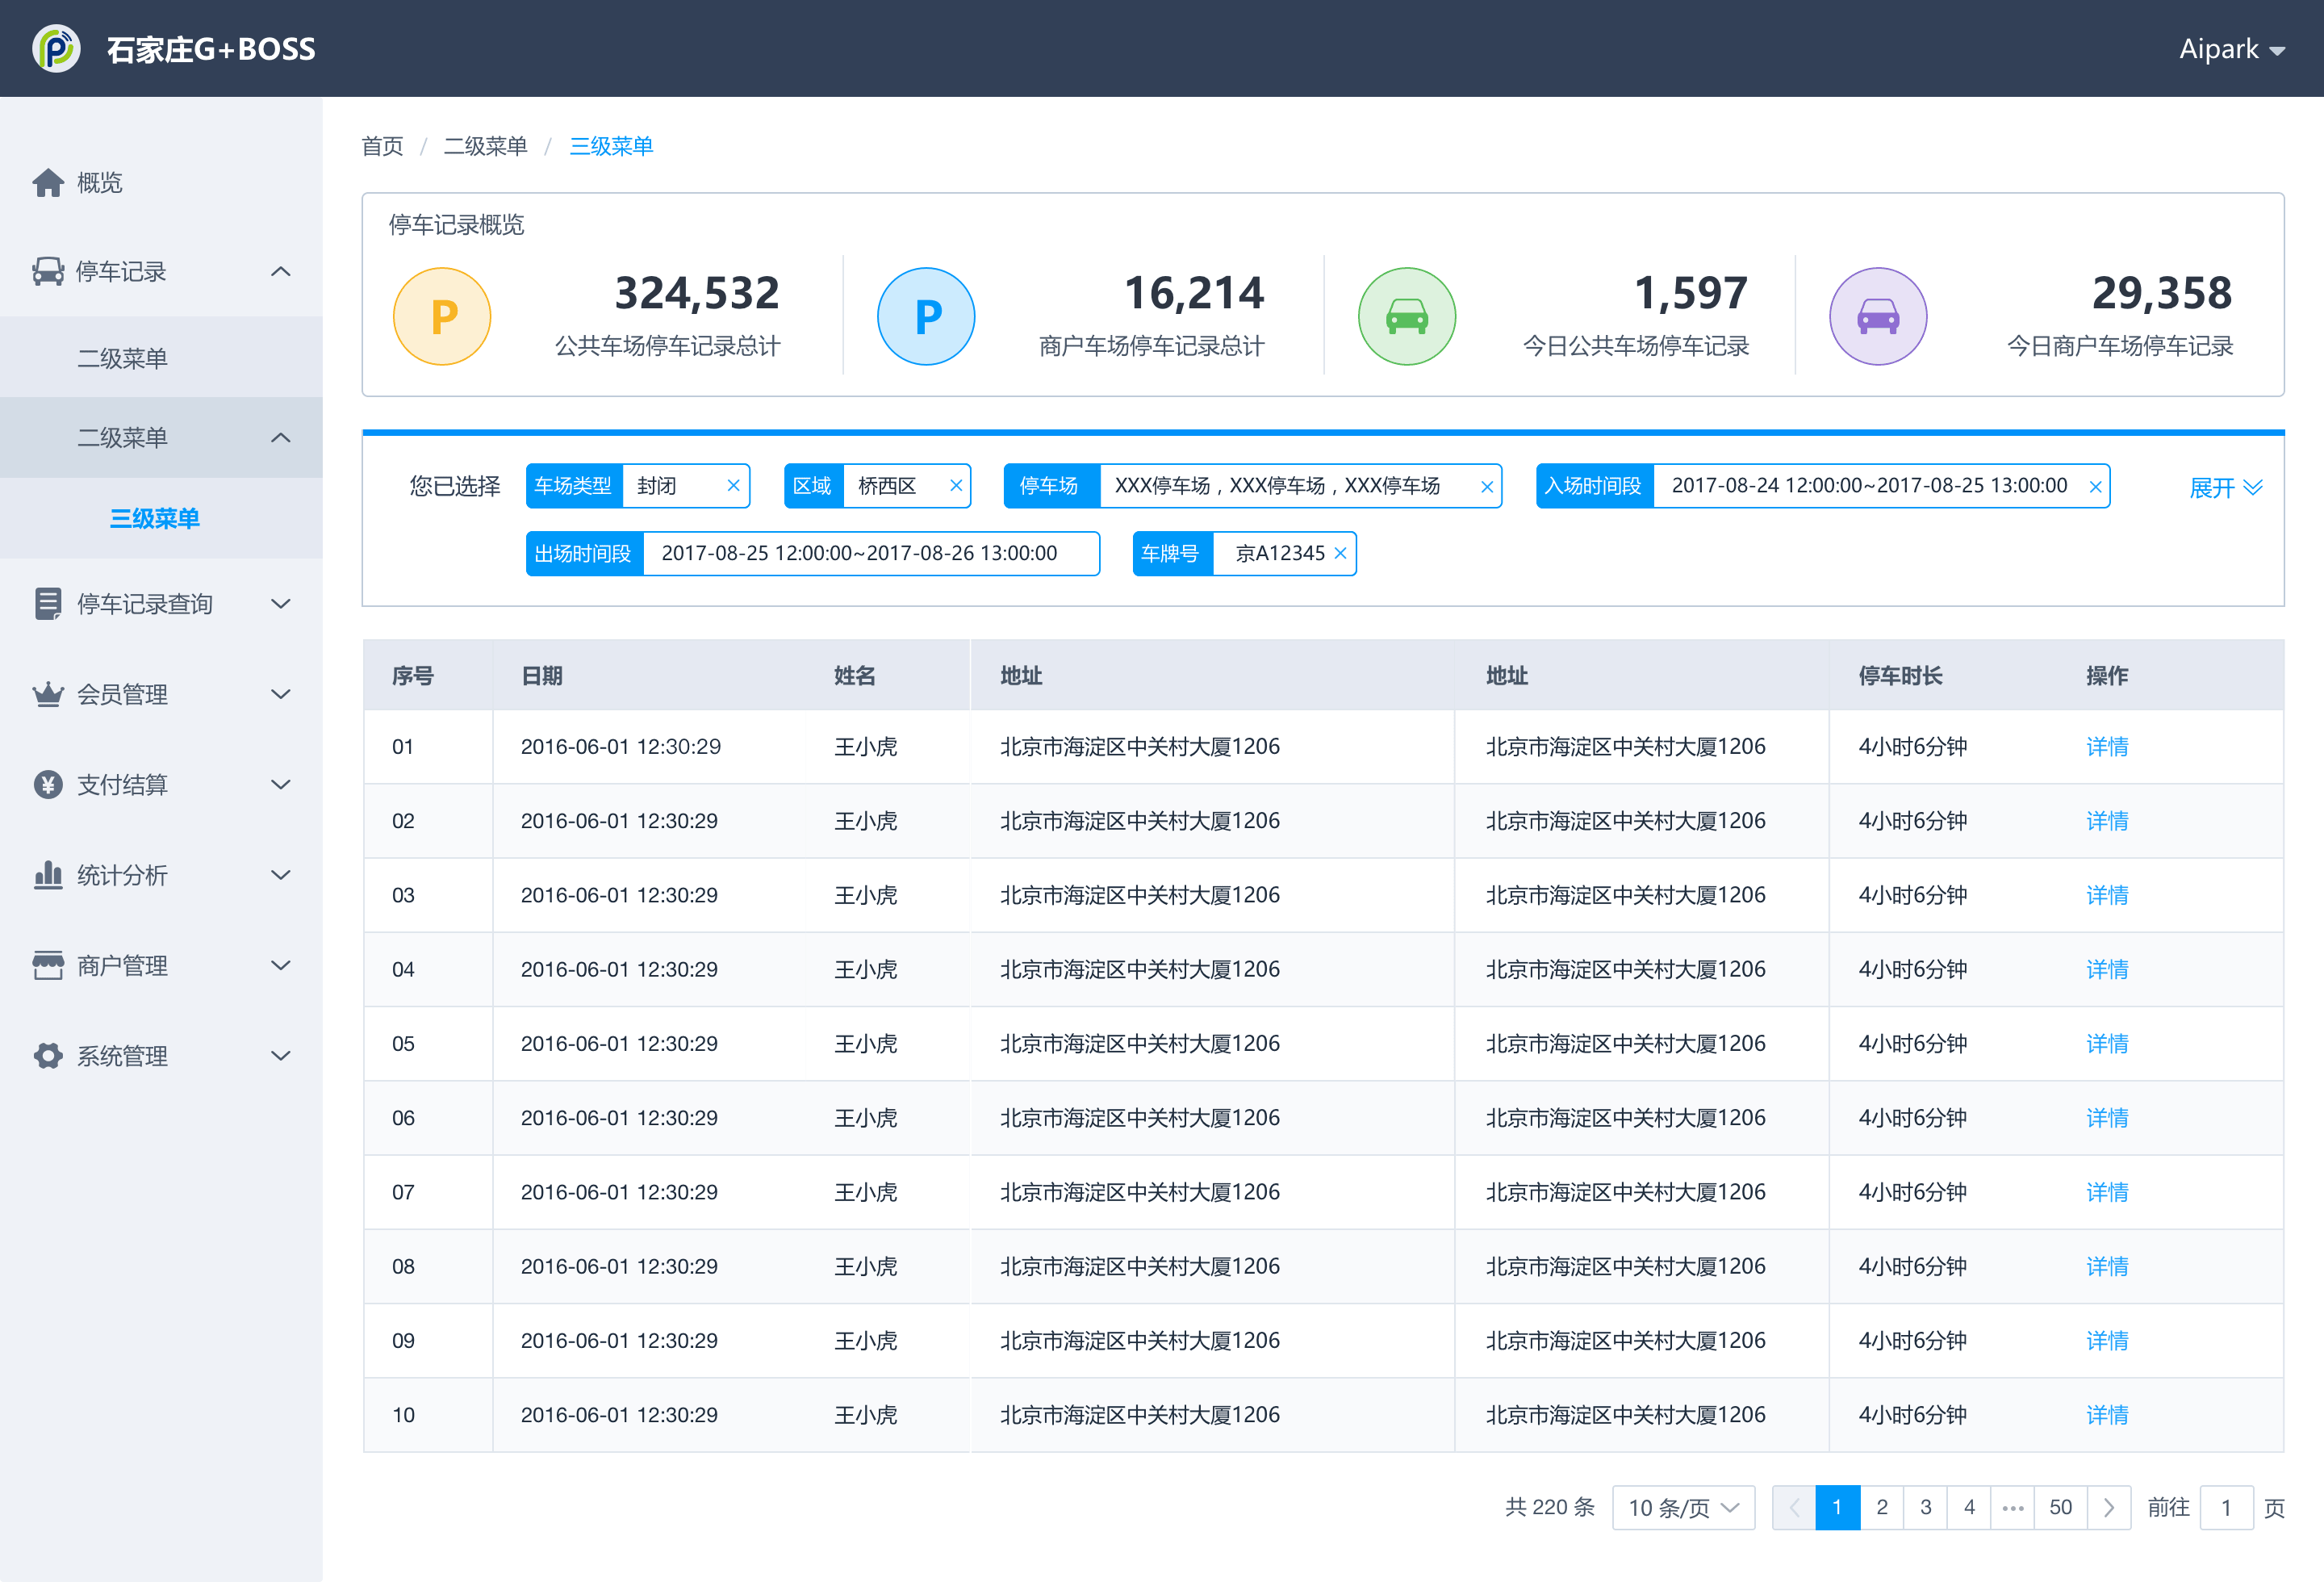 石家庄G+BOSS
Aipark
概览
停车记录
二级菜单
二级菜单
三级菜单
停车记录查询
会员管理
支付结算
统计分析
商户管理
系统管理
首页 / 二级菜单 / 三级菜单
停车记录概览
P 324,532
公共车场停车记录总计
P 16,214
商户车场停车记录总计
1,597
今日公共车场停车记录
29,358
今日商户车场停车记录
您已选择 车场类型 封闭 × 区域 桥西区 × 停车场 XXX停车场，XXX停车场，XXX停车场 × 入场时间段 2017-08-24 12:00:00~2017-08-25 13:00:00 × 展开
出场时间段 2017-08-25 12:00:00~2017-08-26 13:00:00 车牌号 京A12345 ×
序号 日期 姓名 地址 地址 停车时长 操作
01 2016-06-01 12:30:29 王小虎 北京市海淀区中关村大厦1206 北京市海淀区中关村大厦1206 4小时6分钟 详情
02 2016-06-01 12:30:29 王小虎 北京市海淀区中关村大厦1206 北京市海淀区中关村大厦1206 4小时6分钟 详情
03 2016-06-01 12:30:29 王小虎 北京市海淀区中关村大厦1206 北京市海淀区中关村大厦1206 4小时6分钟 详情
04 2016-06-01 12:30:29 王小虎 北京市海淀区中关村大厦1206 北京市海淀区中关村大厦1206 4小时6分钟 详情
05 2016-06-01 12:30:29 王小虎 北京市海淀区中关村大厦1206 北京市海淀区中关村大厦1206 4小时6分钟 详情
06 2016-06-01 12:30:29 王小虎 北京市海淀区中关村大厦1206 北京市海淀区中关村大厦1206 4小时6分钟 详情
07 2016-06-01 12:30:29 王小虎 北京市海淀区中关村大厦1206 北京市海淀区中关村大厦1206 4小时6分钟 详情
08 2016-06-01 12:30:29 王小虎 北京市海淀区中关村大厦1206 北京市海淀区中关村大厦1206 4小时6分钟 详情
09 2016-06-01 12:30:29 王小虎 北京市海淀区中关村大厦1206 北京市海淀区中关村大厦1206 4小时6分钟 详情
10 2016-06-01 12:30:29 王小虎 北京市海淀区中关村大厦1206 北京市海淀区中关村大厦1206 4小时6分钟 详情
共 220 条 10 条/页 1 2 3 4 ••• 50 前往 1 页